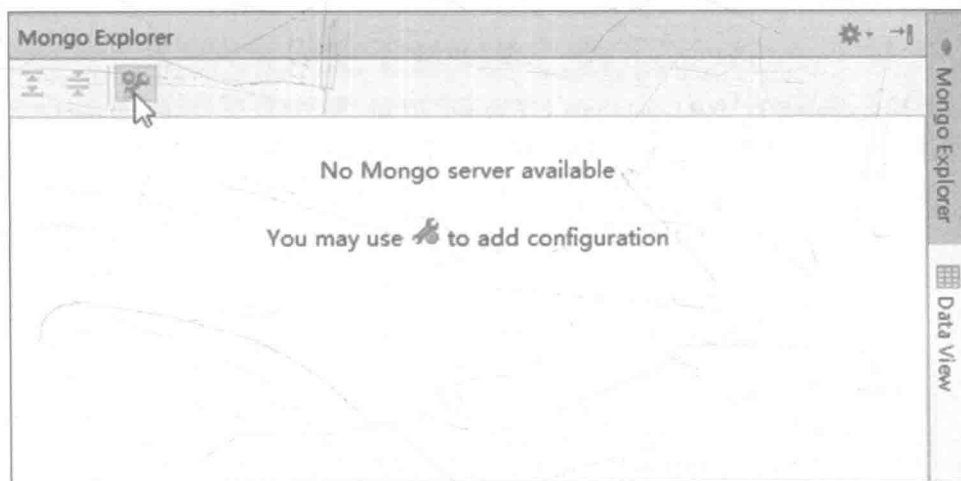 Mongo Explorer
No Mongo server available
You may use to add configuration
Mongo Explorer
Data View